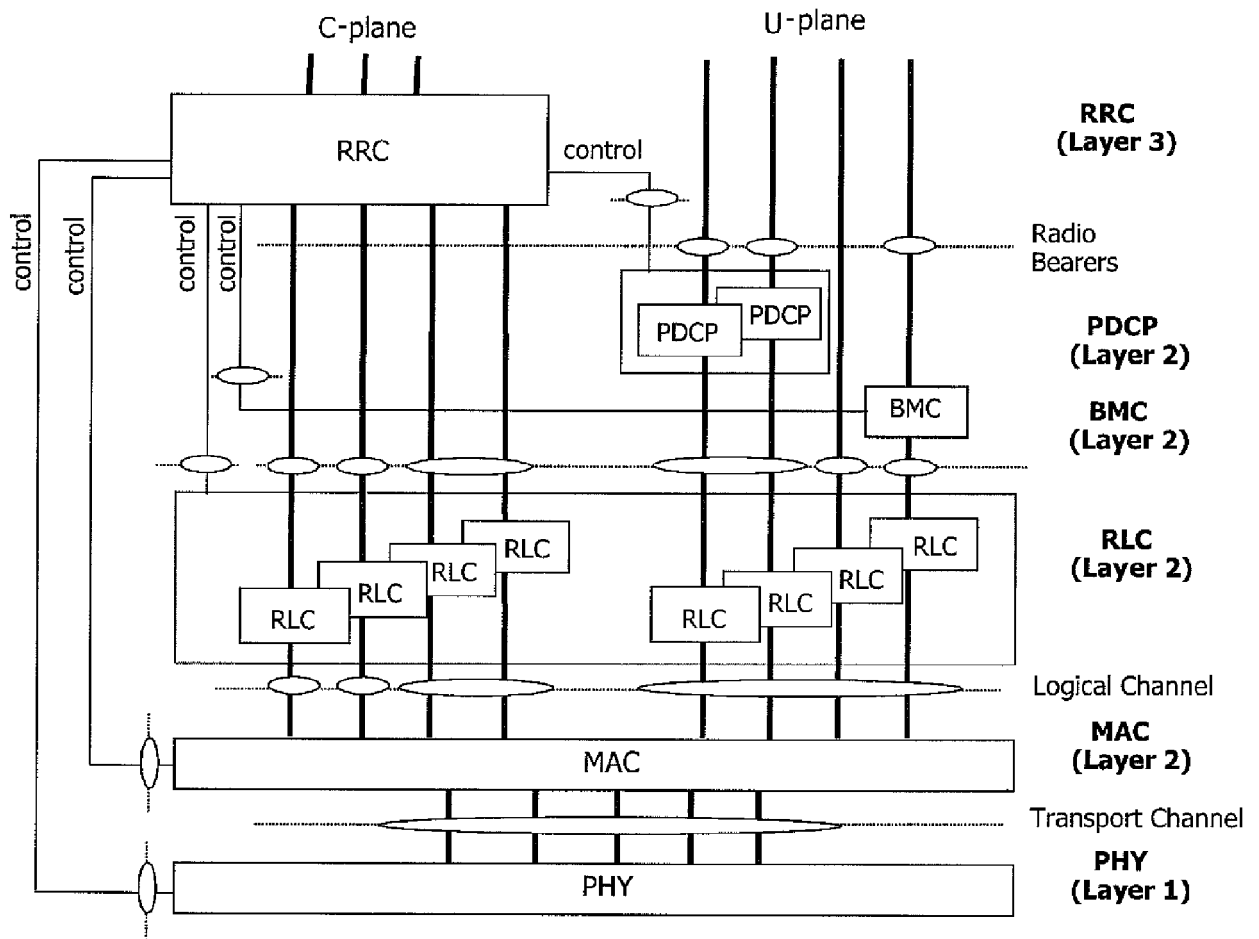 C-plane
U-plane
RRC
(Layer 3)
RRC
control
control
control
control
control
Radio
Bearers
PDCP
PDCP
PDCP
(Layer 2)
BMC
BMC
(Layer 2)
RLC
RLC
RLC
RLC
RLC
RLC
RLC
RLC
RLC
(Layer 2)
Logical Channel
MAC
MAC
(Layer 2)
Transport Channel
PHY
PHY
(Layer 1)